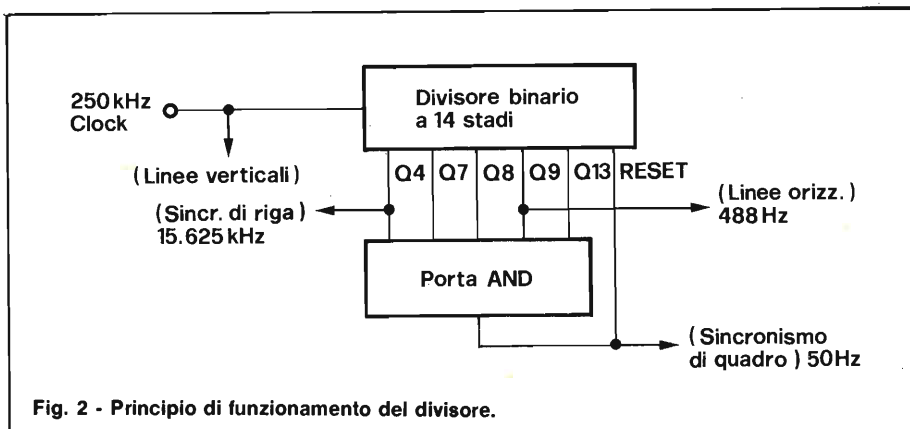 250 kHz
Clock
Divisore binario
a 14 stadi
(Linee verticali)
Q4 Q7 Q8 Q9 Q13 RESET
(Sincr. di riga)
15.625 kHz
(Linee orizz.)
488 Hz
Porta AND
(Sincronismo
di quadro) 50Hz
Fig. 2 - Principio di funzionamento del divisore.